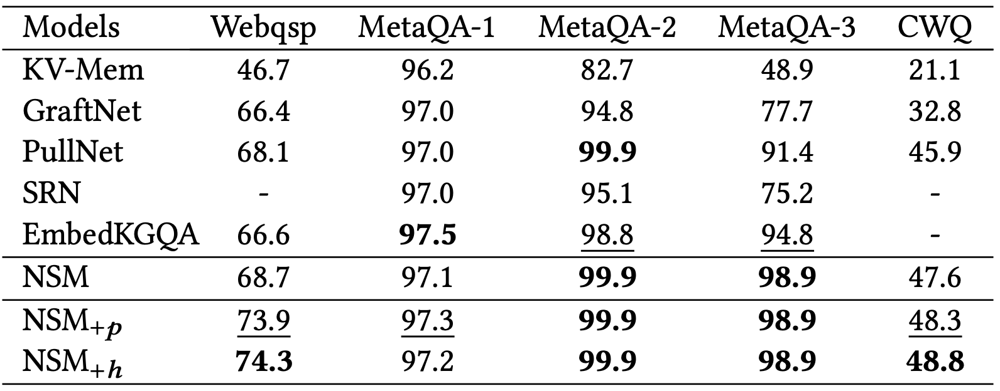 Models Webqsp MetaQA-1 MetaQA-2 MetaQA-3 CWQ
KV-Mem 46.7 96.2 82.7 48.9 21.1
GraftNet 66.4 97.0 94.8 77.7 32.8
PullNet 68.1 97.0 99.9 91.4 45.9
SRN - 97.0 95.1 75.2 -
EmbedKGQA 66.6 97.5 98.8 94.8 -
NSM 68.7 97.1 99.9 98.9 47.6
NSM+p 73.9 97.3 99.9 98.9 48.3
NSM+h 74.3 97.2 99.9 98.9 48.8